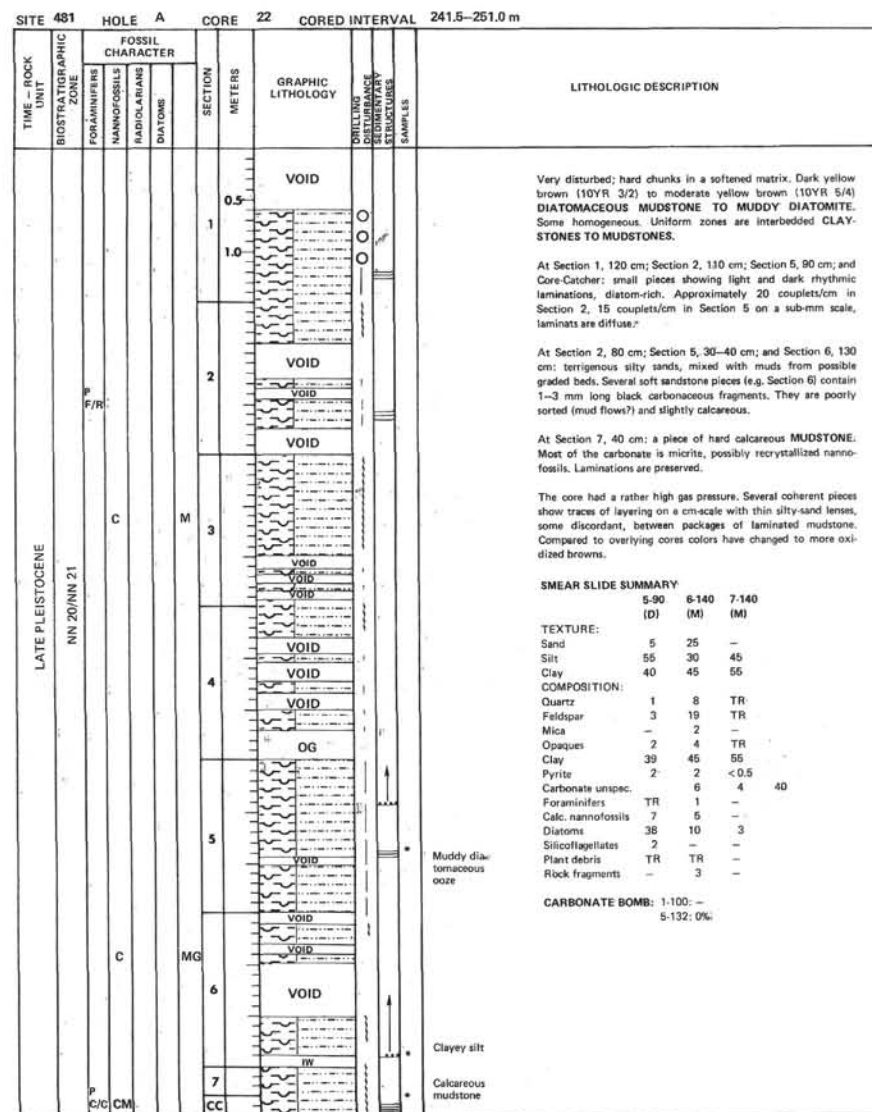 SITE 481 HOLE A CORE 22 CORED INTERVAL 241.5–251.0 m
TIME – ROCK UNIT
BIOSTRATIGRAPHIC ZONE
FOSSIL CHARACTER
FORAMINIFERS
NANNOFOSSILS
RADIOLARIANS
DIATOMS
SECTION
METERS
GRAPHIC LITHOLOGY
DRILLING DISTURBANCE
SEDIMENTARY STRUCTURES
SAMPLES
LITHOLOGIC DESCRIPTION
LATE PLEISTOCENE
NN 20/NN 21
P
F/R
C
M
C
MG
P
C/C
CM
1
0.5
1.0
2
3
4
5
6
7
CC
VOID
VOID
VOID
VOID
VOID
VOID
VOID
VOID
VOID
VOID
OG
VOID
VOID
VOID
VOID
IW
Muddy dia-
tomaceous
ooze
Clayey silt
Calcareous
mudstone
Very disturbed; hard chunks in a softened matrix. Dark yellow
brown (10YR 3/2) to moderate yellow brown (10YR 5/4)
DIATOMACEOUS MUDSTONE TO MUDDY DIATOMITE.
Some homogeneous. Uniform zones are interbedded CLAY-
STONES TO MUDSTONES.
At Section 1, 120 cm; Section 2, 110 cm; Section 5, 90 cm; and
Core-Catcher: small pieces showing light and dark rhythmic
laminations, diatom-rich. Approximately 20 couplets/cm in
Section 2, 15 couplets/cm in Section 5 on a sub-mm scale,
laminats are diffuse.
At Section 2, 80 cm; Section 5, 30–40 cm; and Section 6, 130
cm: terrigenous silty sands, mixed with muds from possible
graded beds. Several soft sandstone pieces (e.g. Section 6) contain
1–3 mm long black carbonaceous fragments. They are poorly
sorted (mud flows?) and slightly calcareous.
At Section 7, 40 cm: a piece of hard calcareous MUDSTONE.
Most of the carbonate is micrite, possibly recrystallized nanno-
fossils. Laminations are preserved.
The core had a rather high gas pressure. Several coherent pieces
show traces of layering on a cm-scale with thin silty-sand lenses,
some discordant, between packages of laminated mudstone.
Compared to overlying cores colors have changed to more oxi-
dized browns.
SMEAR SLIDE SUMMARY
5-90 6-140 7-140
(D) (M) (M)
TEXTURE:
Sand 5 25 –
Silt 55 30 45
Clay 40 45 55
COMPOSITION:
Quartz 1 8 TR
Feldspar 3 19 TR
Mica – 2 –
Opaques 2 4 TR
Clay 39 45 55
Pyrite 2 2 <0.5
Carbonate unspec. 6 4 40
Foraminifers TR 1 –
Calc. nannofossils 7 5 –
Diatoms 38 10 3
Silicoflagellates 2 – –
Plant debris TR TR –
Rock fragments – 3 –
CARBONATE BOMB: 1-100: –
5-132: 0%